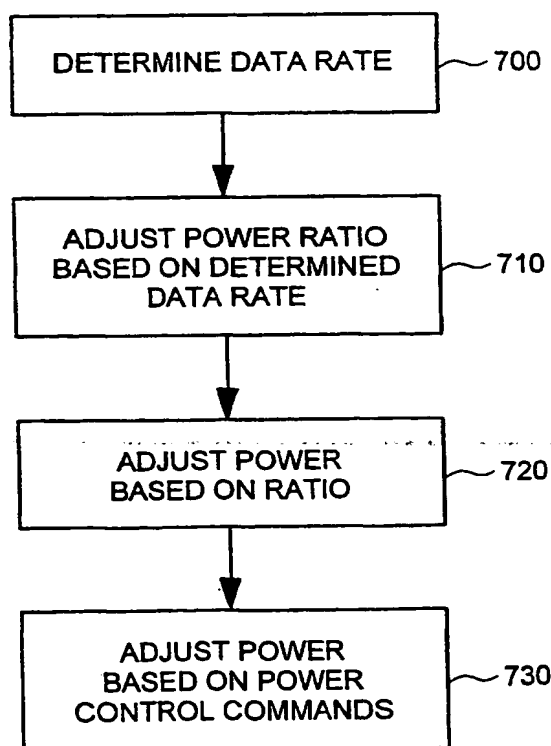 DETERMINE DATA RATE
700
ADJUST POWER RATIO
BASED ON DETERMINED
DATA RATE
710
ADJUST POWER
BASED ON RATIO
720
ADJUST POWER
BASED ON POWER
CONTROL COMMANDS
730